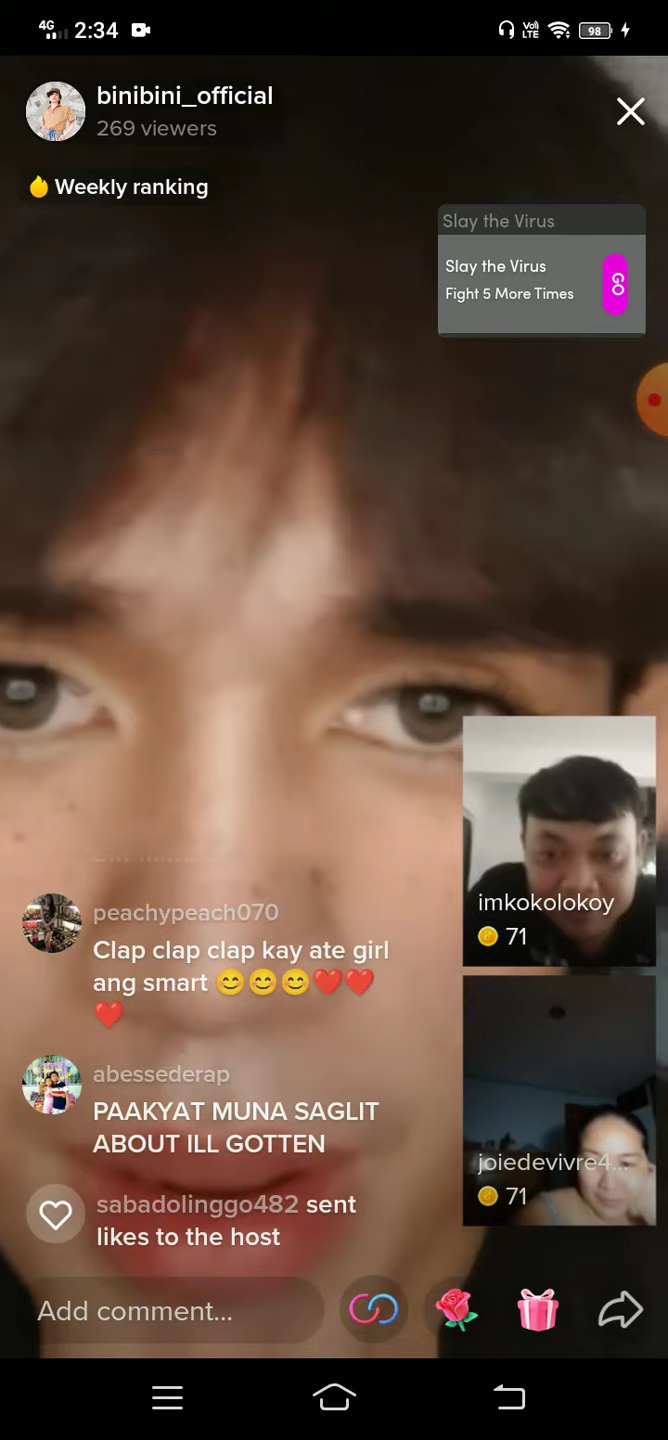 4G 2:34 Vo) LTE 98
binibini_official
269 viewers
Weekly ranking
Slay the Virus
Slay the Virus
Fight 5 More Times
GO
imkokolokoy
71
peachypeach070
Clap clap clap kay ate girl
ang smart 😊😊😊❤️❤️
❤️
abessederap
PAAKYAT MUNA SAGLIT
ABOUT ILL GOTTEN
joiedevivre4...
71
sabadolinggo482 sent
likes to the host
Add comment...